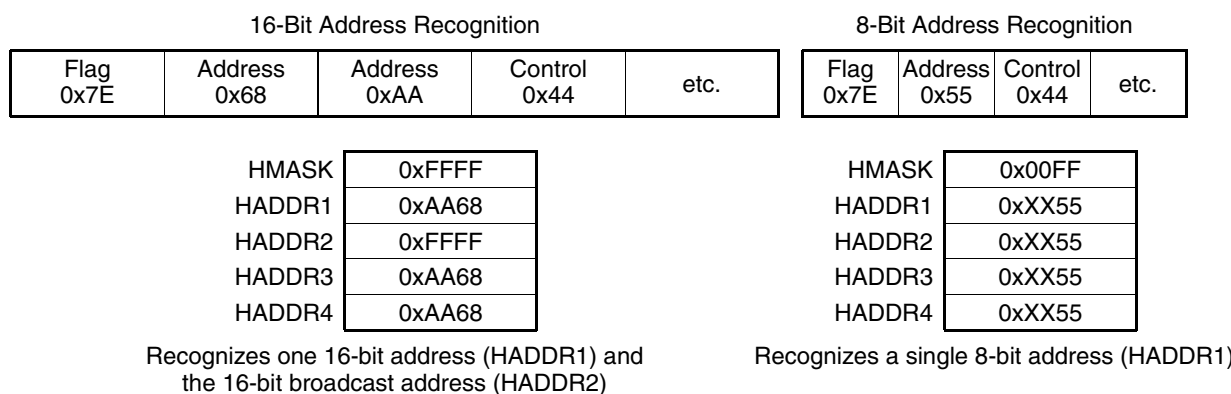 16-Bit Address Recognition
Flag 0x7E Address 0x68 Address 0xAA Control 0x44 etc.
HMASK 0xFFFF
HADDR1 0xAA68
HADDR2 0xFFFF
HADDR3 0xAA68
HADDR4 0xAA68
Recognizes one 16-bit address (HADDR1) and
the 16-bit broadcast address (HADDR2)
8-Bit Address Recognition
Flag 0x7E Address 0x55 Control 0x44 etc.
HMASK 0x00FF
HADDR1 0xXX55
HADDR2 0xXX55
HADDR3 0xXX55
HADDR4 0xXX55
Recognizes a single 8-bit address (HADDR1)